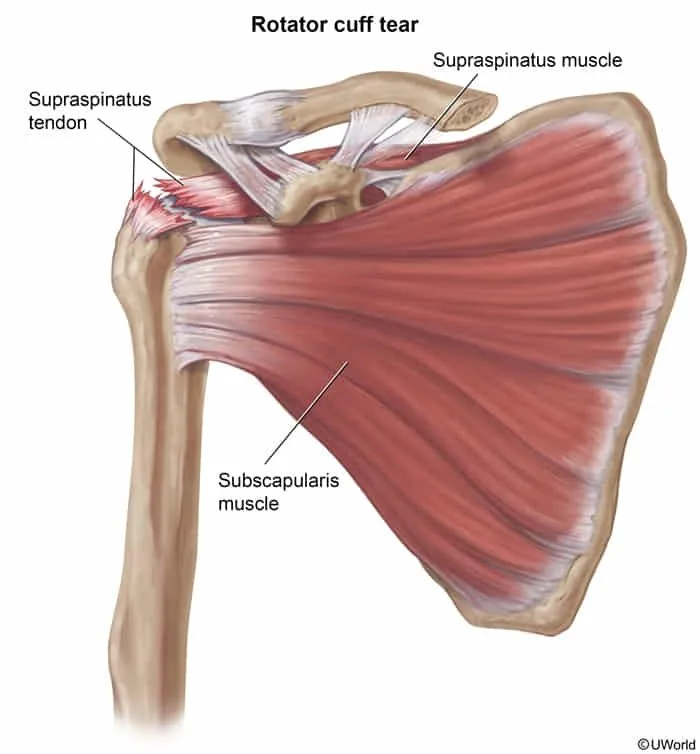 Rotator cuff tear
Supraspinatus muscle
Supraspinatus
tendon
Subscapularis
muscle
©UWorld